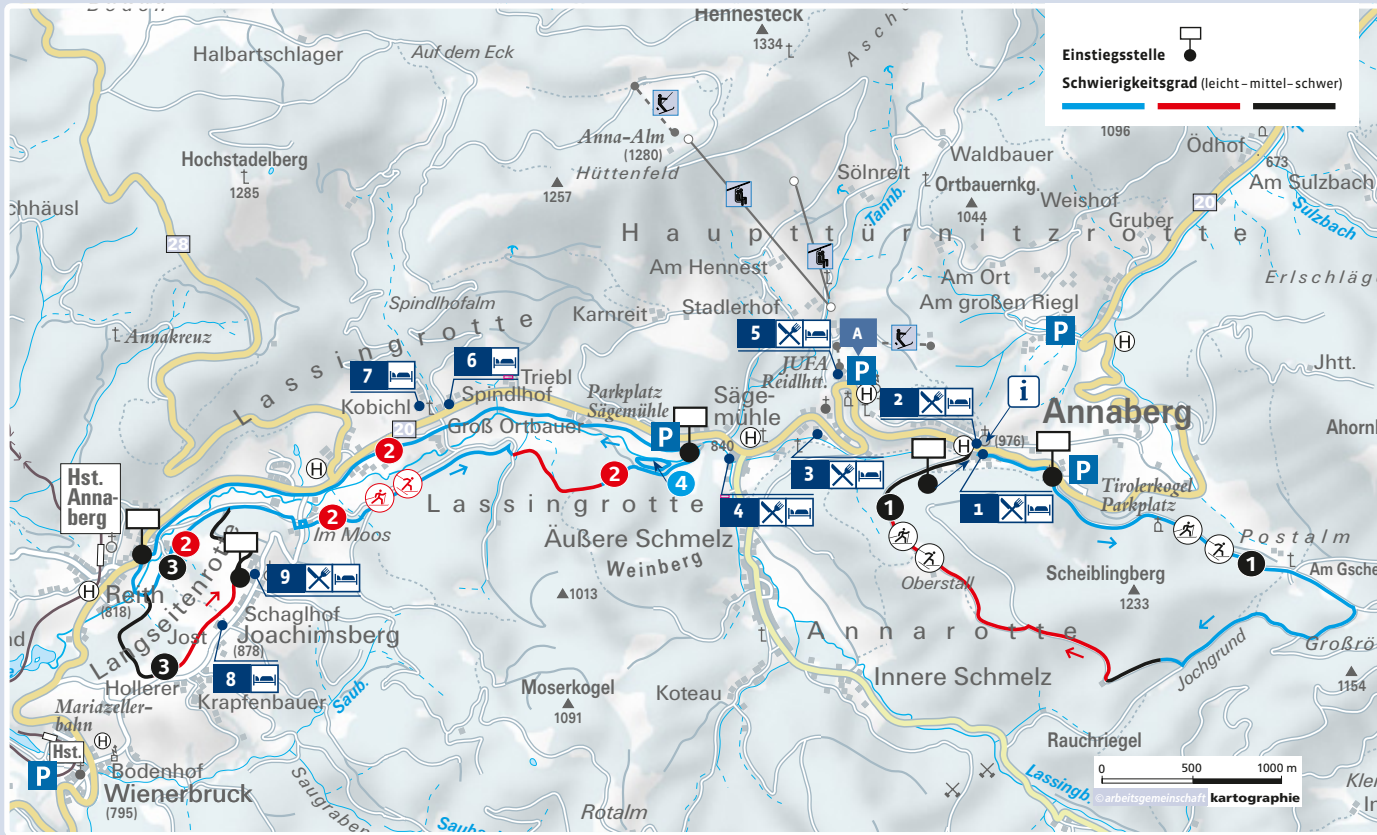 Hennesteck
1334
Halbartschlager
Auf dem Eck
Einstiegsstelle
Schwierigkeitsgrad (leicht–mittel–schwer)
1096
Anna-Alm
(1280)
Hüttenfeld
Hochstadelberg
1285
1257
Sölnreit
Tannb.
Waldbauer
Ortbauernkg.
1044
Weishof
Gruber
Ödhof
673
Am Sulzbach
Sulzbach
20
28
Haupttürnitzrotte
Am Hennest
Stadlerhof
Am Ort
Am großen Riegl
Spindlhofalm
Karnreit
Annakreuz
Lassingrotte
5
A
P
P
JUFA
Reidlhtt.
H
H
Jhtt.
7
6
Triebl
Kobichl
Spindlhof
20
Groß Ortbauer
Parkplatz
Sägemühle
P
Säge-
mühle
840
H
2
i
Annaberg
(976)
H
P
2
H
2
4
3
4
1
1
Tirolerkogel
Parkplatz
Postalm
1
Am Gsche
Hst.
Anna-
berg
2
Im Moos
Lassingrotte
Äußere Schmelz
Weinberg
1013
Oberstall
Scheiblingberg
1233
2
3
9
H
Reith
(818)
Langseitenrotte
Schaglhof
Jost
Joachimsberg
(878)
3
8
Hollerer
Krapfenbauer
Saub.
Annarotte
Innere Schmelz
Jochgrund
1154
Moserkogel
1091
Koteau
Mariazeller-
bahn
H
Hst.
P
Bodenhof
Wienerbruck
(795)
Saugraben
Rotalm
Rauchriegel
Lassingb.
0 500 1000 m
©arbeitsgemeinschaft kartographie